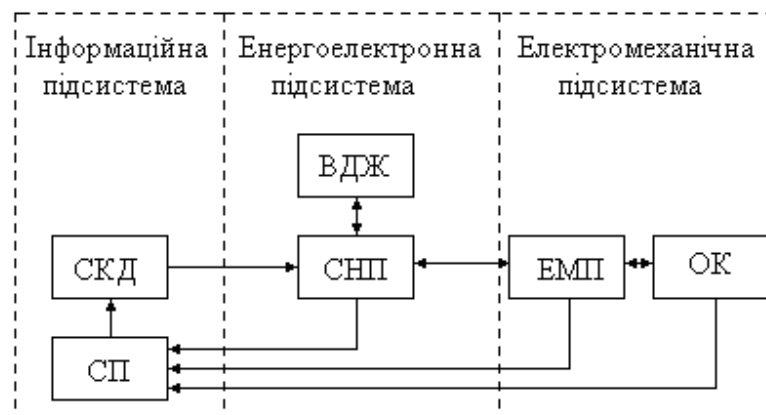 Інформаційна
підсистема
Енергоелектронна
підсистема
Електромеханічна
підсистема
ВДЖ
СКД
СНП
ЕМП
ОК
СП